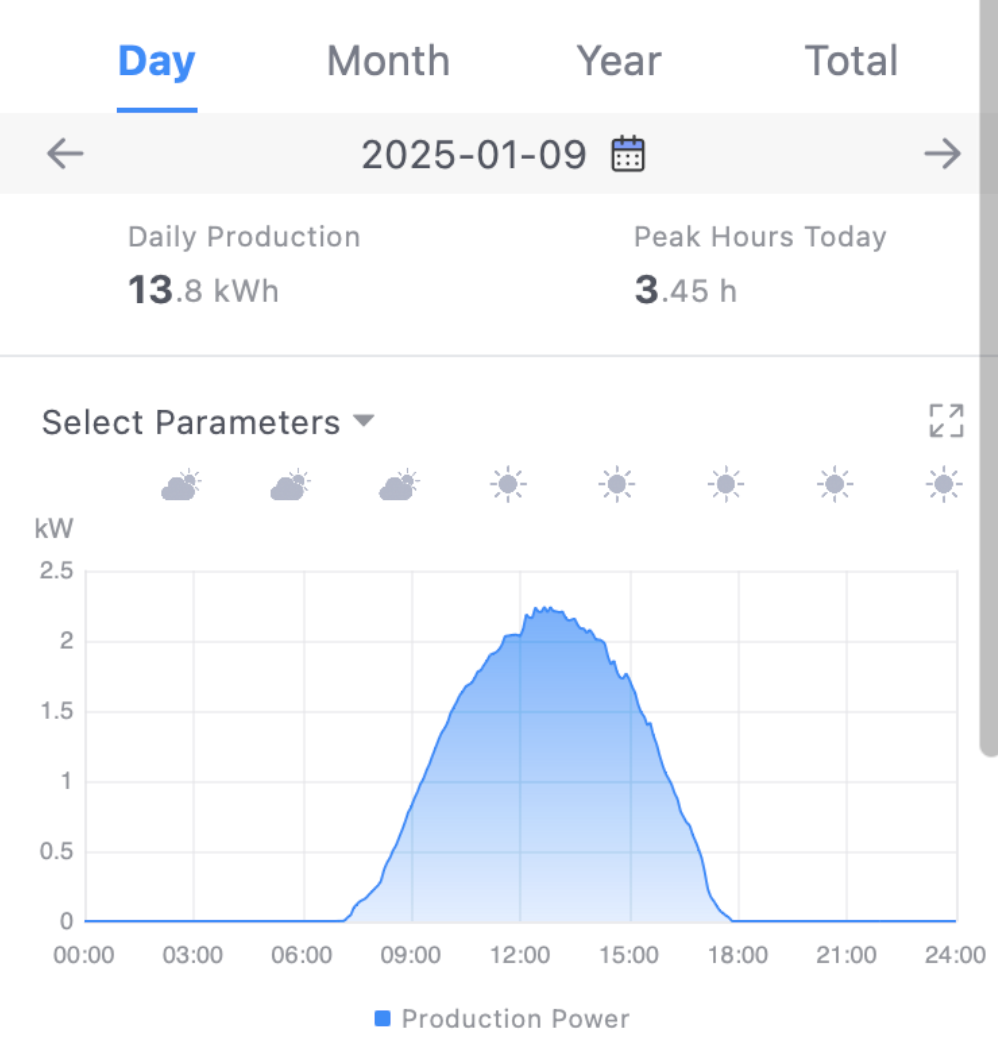 Day Month Year Total
2025-01-09
Daily Production Peak Hours Today
13.8 kWh 3.45 h
Select Parameters
kW
2.5
2
1.5
1
0.5
0
00:00 03:00 06:00 09:00 12:00 15:00 18:00 21:00 24:00
Production Power